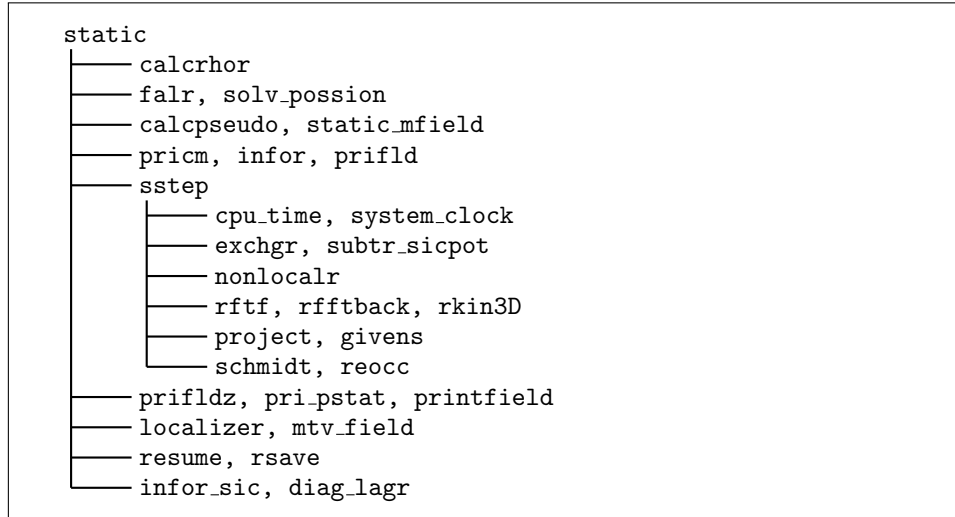 static
calcrhor
falr, solv_possion
calcpseudo, static_mfield
pricm, infor, prifld
sstep
cpu_time, system_clock
exchgr, subtr_sicpot
nonlocalr
rftf, rfftback, rkin3D
project, givens
schmidt, reocc
prifldz, pri_pstat, printfield
localizer, mtv_field
resume, rsave
infor_sic, diag_lagr